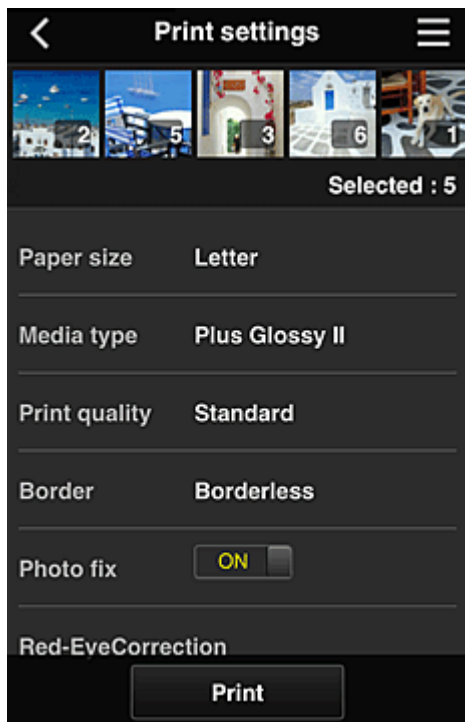 Print settings
2 5 3 6 1
Selected : 5
Paper size Letter
Media type Plus Glossy II
Print quality Standard
Border Borderless
Photo fix ON
Red-EyeCorrection
Print